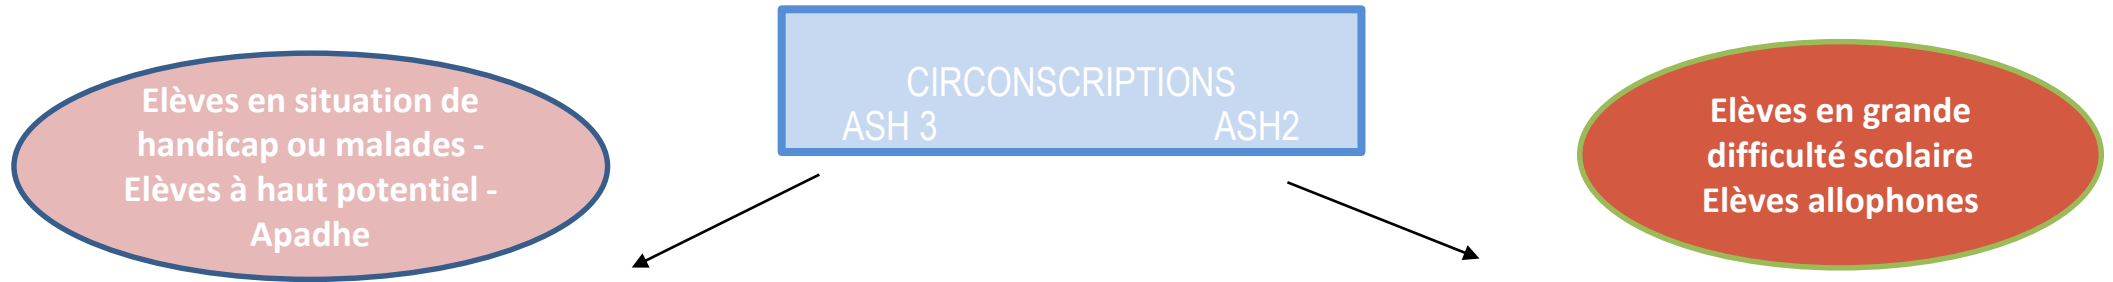 Elèves en situation de
handicap ou malades -
Elèves à haut potentiel -
Apadhe
CIRCONSCRIPTIONS
ASH 3 ASH2
Elèves en grande
difficulté scolaire
Elèves allophones